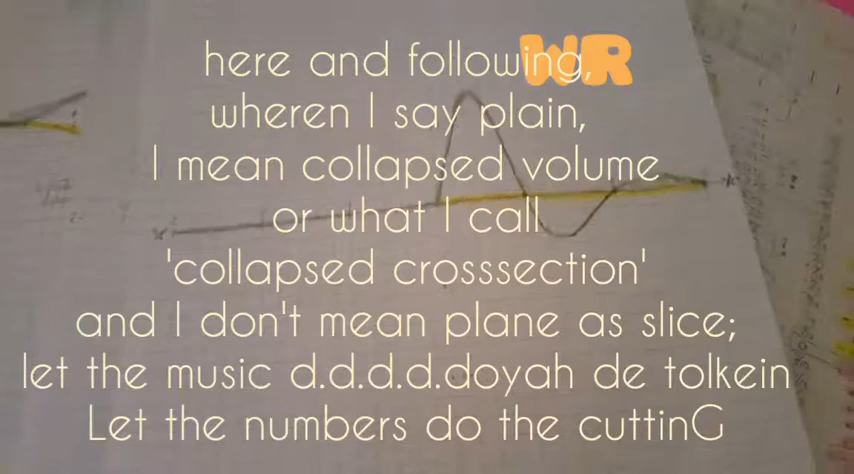 WR
here and following,
wheren I say plain,
I mean collapsed volume
or what I call
'collapsed crosssection'
and I don't mean plane as slice;
let the music d.d.d.d.doyah de tolkein
Let the numbers do the cuttinG